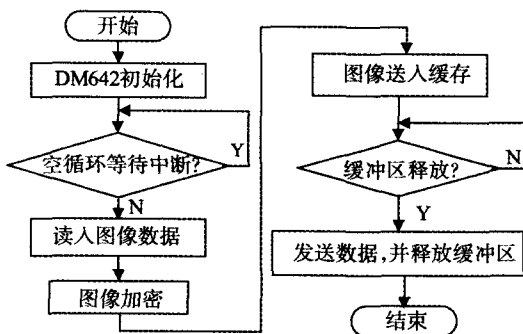 开始
DM642初始化
空循环等待中断?
Y
N
读入图像数据
图像加密
图像送入缓存
缓冲区释放?
N
Y
发送数据,并释放缓冲区
结束